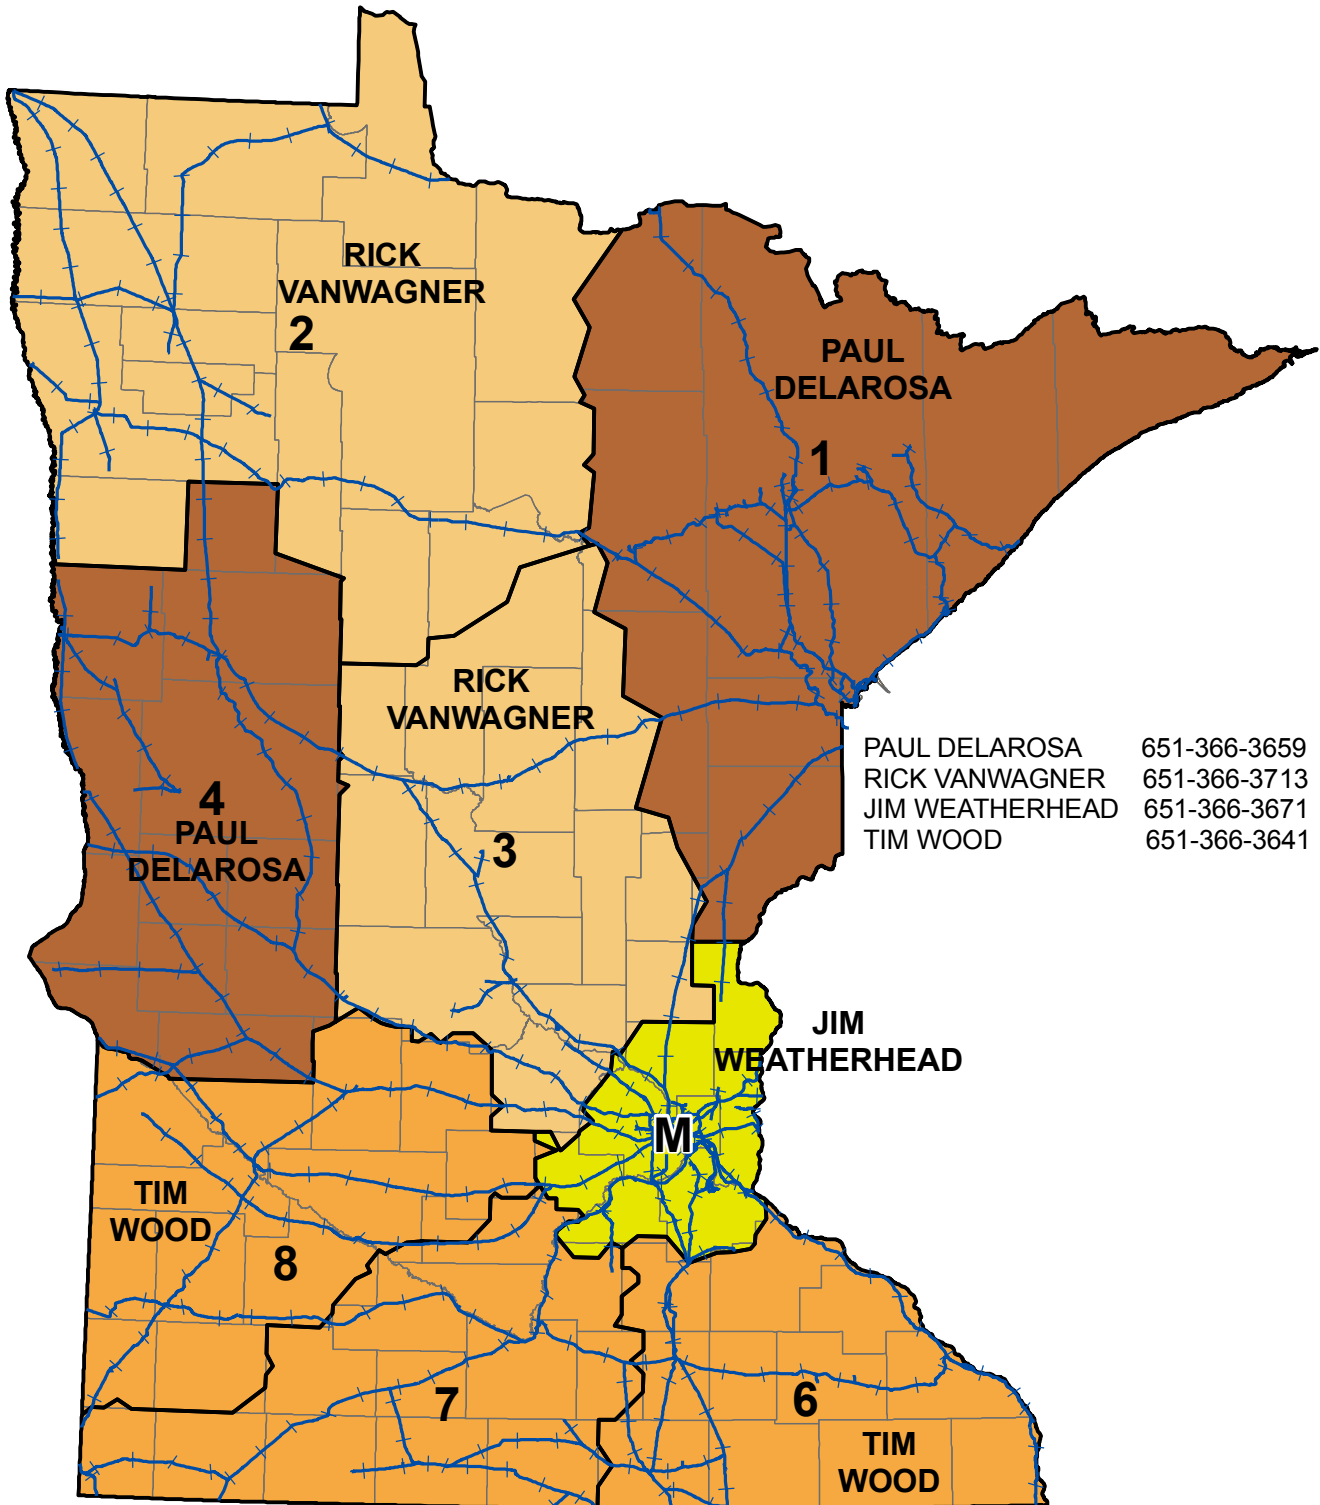 RICK
VANWAGNER
2
PAUL
DELAROSA
1
RICK
VANWAGNER
PAUL DELAROSA 651-366-3659
RICK VANWAGNER 651-366-3713
JIM WEATHERHEAD 651-366-3671
TIM WOOD 651-366-3641
4
PAUL
DELAROSA
3
JIM
WEATHERHEAD
M
TIM
WOOD
8
7
6
TIM
WOOD